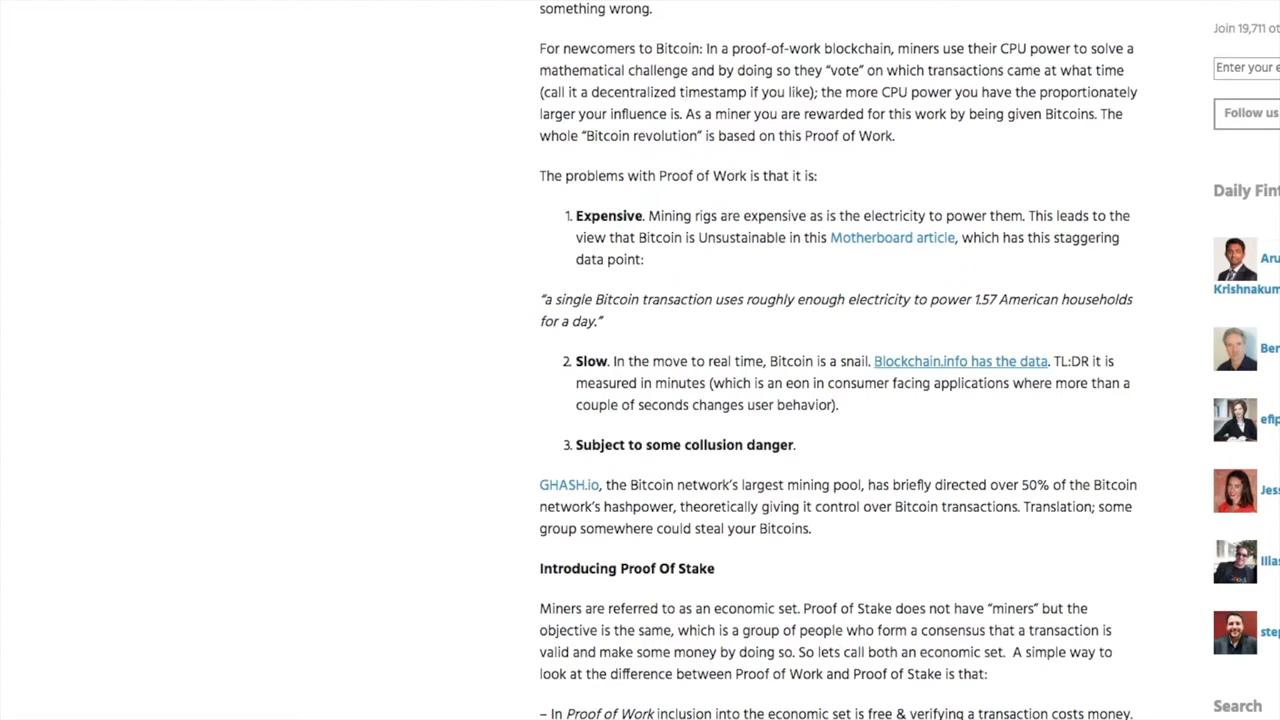 something wrong.
For newcomers to Bitcoin: In a proof-of-work blockchain, miners use their CPU power to solve a
mathematical challenge and by doing so they “vote” on which transactions came at what time
(call it a decentralized timestamp if you like); the more CPU power you have the proportionately
larger your influence is. As a miner you are rewarded for this work by being given Bitcoins. The
whole “Bitcoin revolution” is based on this Proof of Work.
The problems with Proof of Work is that it is:
1. Expensive. Mining rigs are expensive as is the electricity to power them. This leads to the
view that Bitcoin is Unsustainable in this Motherboard article, which has this staggering
data point:
“a single Bitcoin transaction uses roughly enough electricity to power 1.57 American households
for a day.”
2. Slow. In the move to real time, Bitcoin is a snail. Blockchain.info has the data. TL:DR it is
measured in minutes (which is an eon in consumer facing applications where more than a
couple of seconds changes user behavior).
3. Subject to some collusion danger.
GHASH.io, the Bitcoin network’s largest mining pool, has briefly directed over 50% of the Bitcoin
network’s hashpower, theoretically giving it control over Bitcoin transactions. Translation; some
group somewhere could steal your Bitcoins.
Introducing Proof Of Stake
Miners are referred to as an economic set. Proof of Stake does not have “miners” but the
objective is the same, which is a group of people who form a consensus that a transaction is
valid and make some money by doing so. So lets call both an economic set. A simple way to
look at the difference between Proof of Work and Proof of Stake is that:
– In Proof of Work inclusion into the economic set is free & verifying a transaction costs money.
Join 19,711 ot
Enter your e
Follow us
Daily Fint
Aru
Krishnakum
Ber
efip
Jess
Ilias
step
Search